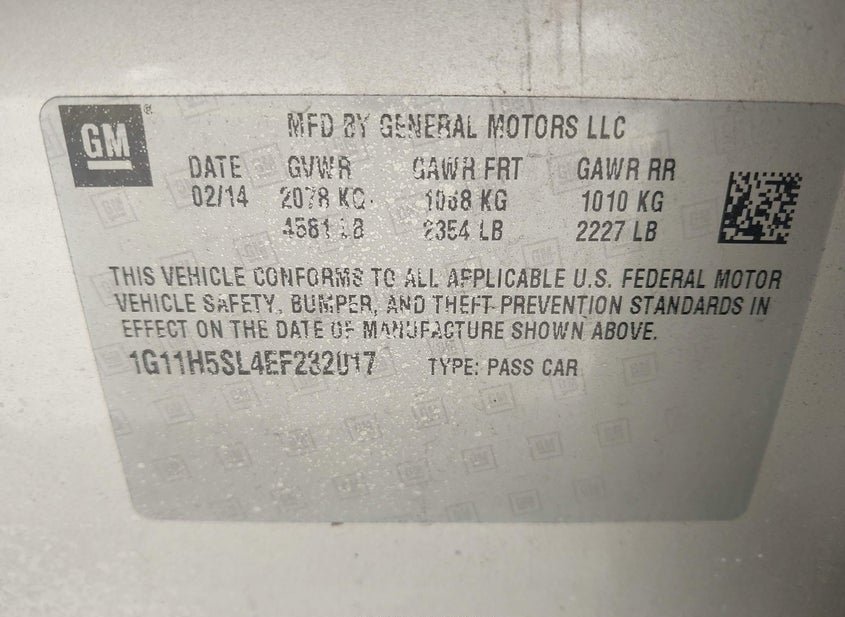 GM
MFD BY GENERAL MOTORS LLC
DATE GVWR GAWR FRT GAWR RR
02/14 2078 KG 1068 KG 1010 KG
4581 LB 2354 LB 2227 LB
THIS VEHICLE CONFORMS TO ALL APPLICABLE U.S. FEDERAL MOTOR
VEHICLE SAFETY, BUMPER, AND THEFT PREVENTION STANDARDS IN
EFFECT ON THE DATE OF MANUFACTURE SHOWN ABOVE.
1G11H5SL4EF232017 TYPE: PASS CAR